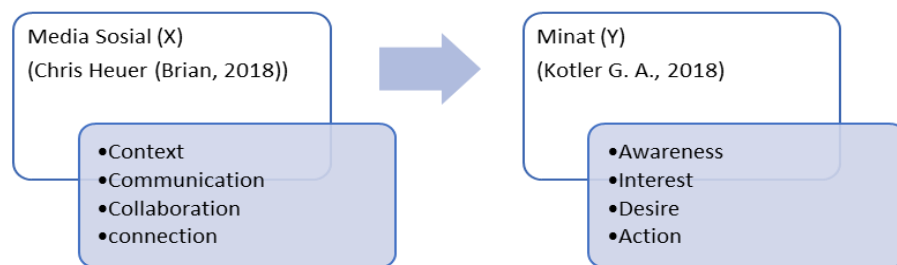 Media Sosial (X)
(Chris Heuer (Brian, 2018))
•Context
•Communication
•Collaboration
•connection
Minat (Y)
(Kotler G. A., 2018)
•Awareness
•Interest
•Desire
•Action